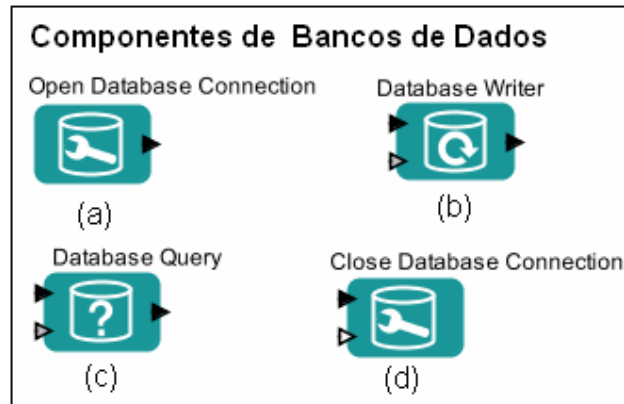 Componentes de Bancos de Dados
Open Database Connection
Database Writer
(a)
(b)
Database Query
Close Database Connection
?
(c)
(d)